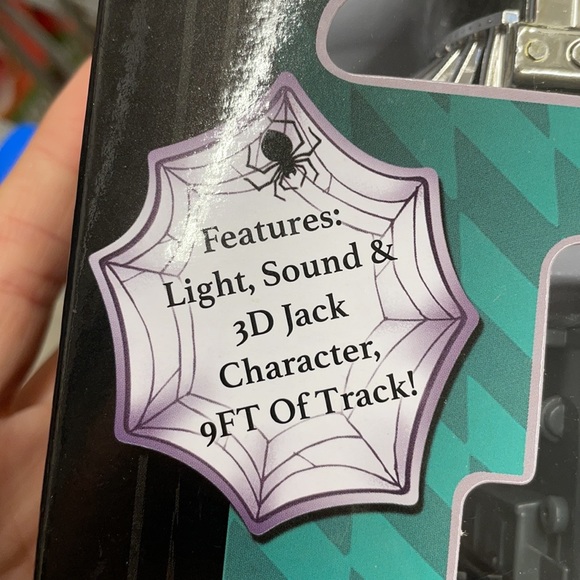 Features:
Light, Sound &
3D Jack
Character,
9FT Of Track!